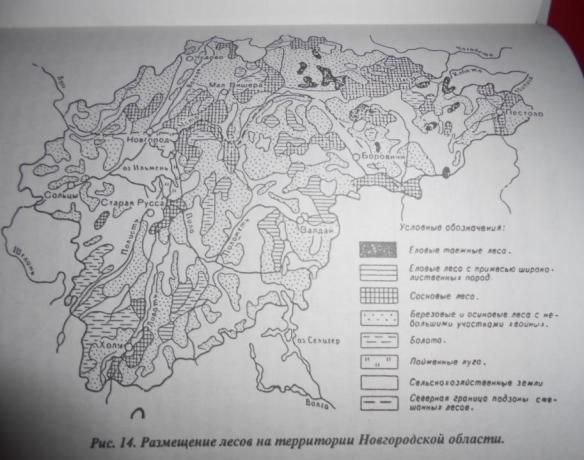 Чудово
Мал Вишера
Пестово
Новгород
Боровичи
оз Ильмень
Сольцы
Старая Русса
Валдай
Пола
Полисть
Холм
оз Селигер
Волга
Условные обозначения:
Еловые таежные леса.
Еловые леса с примесью широко-
лиственных пород.
Сосновые леса.
Березовые и осиновые леса с не-
большими участками хвойных.
Болота.
Пойменные луга.
Сельскохозяйственные земли
Северная граница подзоны сме-
шанных лесов.
Рис. 14. Размещение лесов на территории Новгородской области.